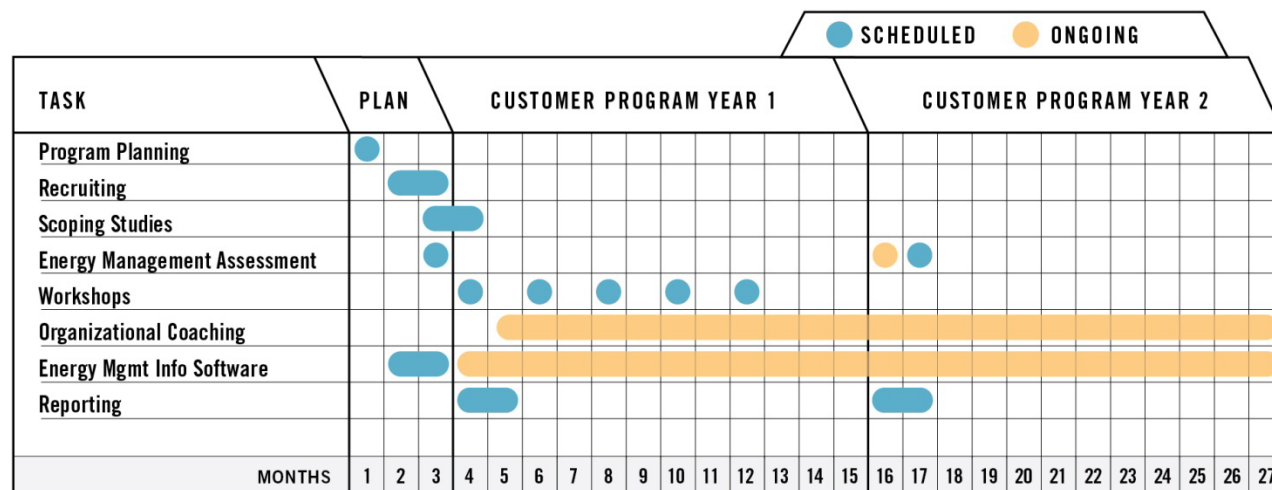 SCHEDULED ONGOING
TASK PLAN CUSTOMER PROGRAM YEAR 1 CUSTOMER PROGRAM YEAR 2
Program Planning
Recruiting
Scoping Studies
Energy Management Assessment
Workshops
Organizational Coaching
Energy Mgmt Info Software
Reporting
MONTHS 1 2 3 4 5 6 7 8 9 10 11 12 13 14 15 16 17 18 19 20 21 22 23 24 25 26 27